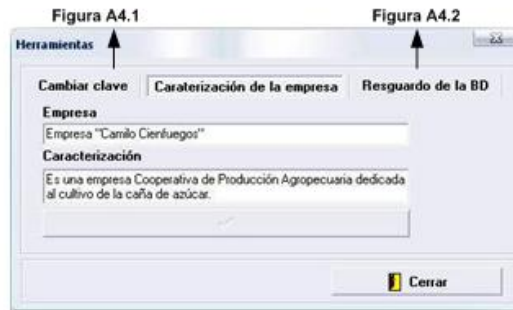 Figura A4.1 Figura A4.2
Herramientas
Cambiar clave Caraterización de la empresa Resguardo de la BD
Empresa
Empresa "Camilo Cienfuegos"
Caracterización
Es una empresa Cooperativa de Producción Agropecuaria dedicada
al cultivo de la caña de azúcar.
Cerrar